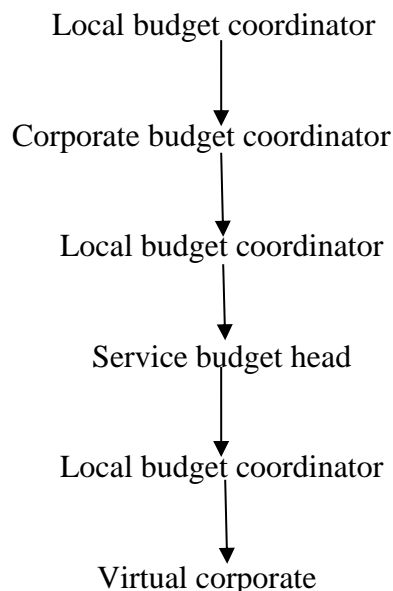 Local budget coordinator
Corporate budget coordinator
Local budget coordinator
Service budget head
Local budget coordinator
Virtual corporate